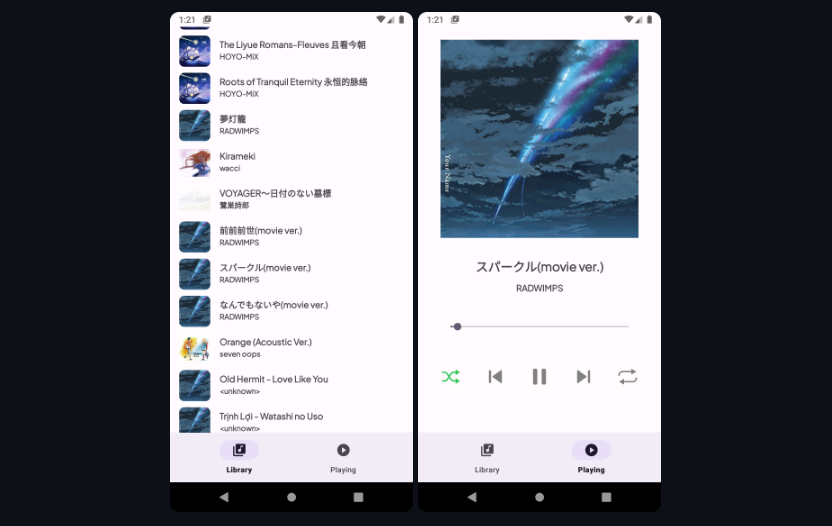 1:21
The Liyue Romans-Fleuves 且看今朝
HOYO-MiX
Roots of Tranquil Eternity 永恒的脉络
HOYO-MiX
夢灯籠
RADWIMPS
Kirameki
wacci
VOYAGER～日付のない墓標
鷺巣詩郎
前前前世(movie ver.)
RADWIMPS
スパークル(movie ver.)
RADWIMPS
なんでもないや(movie ver.)
RADWIMPS
Orange (Acoustic Ver.)
seven oops
Old Hermit - Love Like You
<unknown>
Trịnh Lợi - Watashi no Uso
<unknown>
Library
Playing
1:21
Your Name
スパークル(movie ver.)
RADWIMPS
Library
Playing